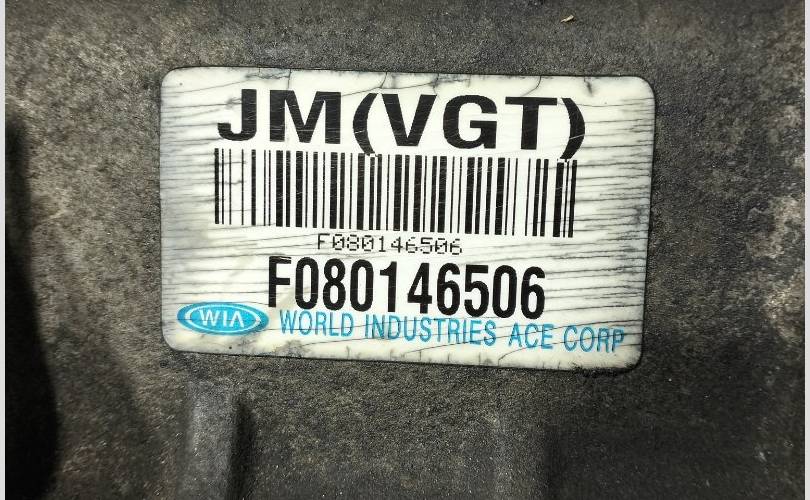 JM(VGT)
F080146506
F080146506
WIA WORLD INDUSTRIES ACE CORP